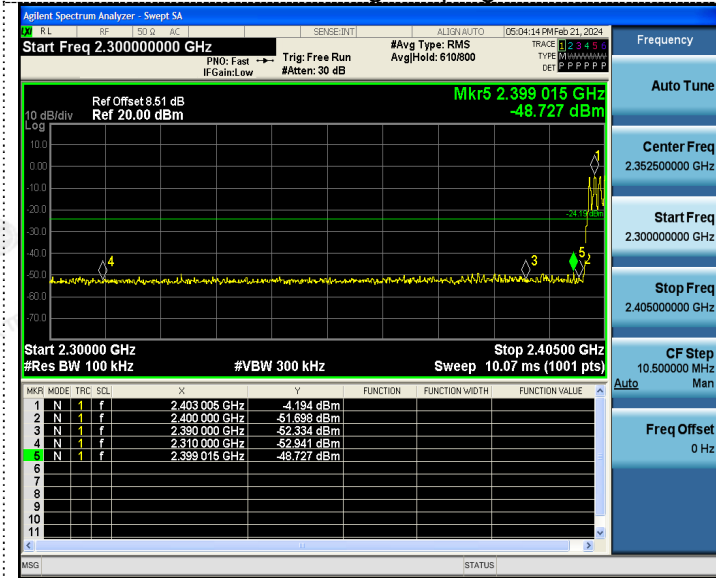 Agilent Spectrum Analyzer - Swept SA
LXI RL RF 50 Ω AC SENSE:INT ALIGN AUTO 05:04:14 PM Feb 21, 2024
Start Freq 2.300000000 GHz
PNO: Fast
IFGain:Low
Trig: Free Run
#Atten: 30 dB
#Avg Type: RMS
Avg|Hold: 610/800
TRACE 1 2 3 4 5 6
TYPE M WWWWW
DET P P P P P P
Ref Offset 8.51 dB
10 dB/div Ref 20.00 dBm
Log
Mkr5 2.399 015 GHz
-48.727 dBm
10.0
0.00
-10.0
-20.0
-30.0
-40.0
-50.0
-60.0
-70.0
1
-24.19 dBm
4
3
5
2
Start 2.30000 GHz Stop 2.40500 GHz
#Res BW 100 kHz #VBW 300 kHz Sweep 10.07 ms (1001 pts)
MKR MODE TRC SCL X Y FUNCTION FUNCTION WIDTH FUNCTION VALUE
1 N 1 f 2.403 005 GHz -4.194 dBm
2 N 1 f 2.400 000 GHz -51.698 dBm
3 N 1 f 2.390 000 GHz -52.334 dBm
4 N 1 f 2.310 000 GHz -52.941 dBm
5 N 1 f 2.399 015 GHz -48.727 dBm
6
7
8
9
10
11
MSG STATUS
Frequency
Auto Tune
Center Freq
2.352500000 GHz
Start Freq
2.300000000 GHz
Stop Freq
2.405000000 GHz
CF Step
10.500000 MHz
Auto Man
Freq Offset
0 Hz